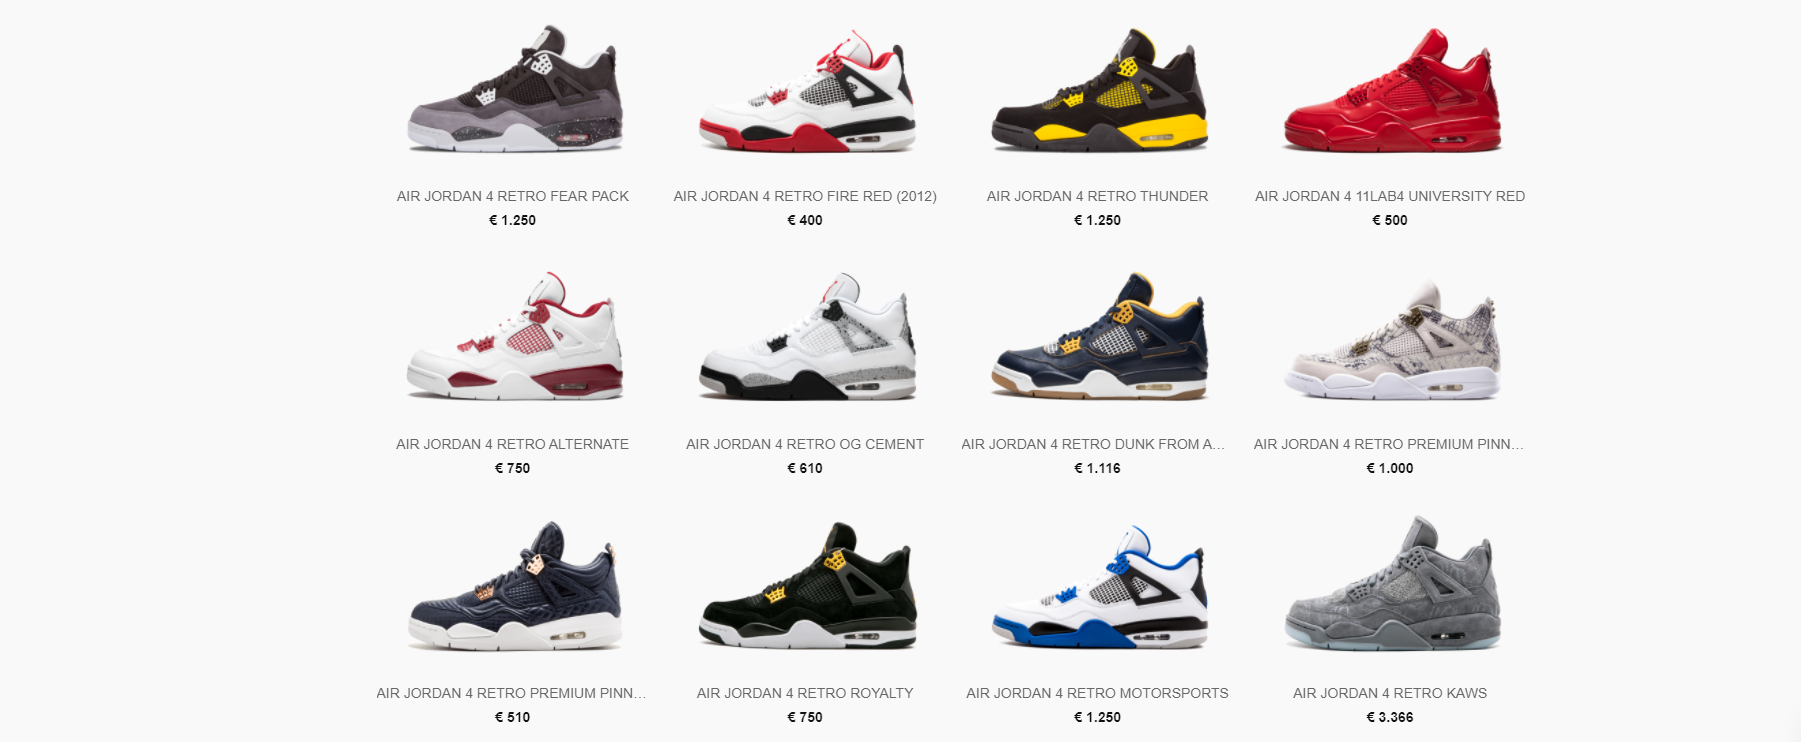 AIR JORDAN 4 RETRO FEAR PACK
€ 1.250
AIR JORDAN 4 RETRO FIRE RED (2012)
€ 400
AIR JORDAN 4 RETRO THUNDER
€ 1.250
AIR JORDAN 4 11LAB4 UNIVERSITY RED
€ 500
AIR JORDAN 4 RETRO ALTERNATE
€ 750
AIR JORDAN 4 RETRO OG CEMENT
€ 610
AIR JORDAN 4 RETRO DUNK FROM A...
€ 1.116
AIR JORDAN 4 RETRO PREMIUM PINN...
€ 1.000
AIR JORDAN 4 RETRO PREMIUM PINN...
€ 510
AIR JORDAN 4 RETRO ROYALTY
€ 750
AIR JORDAN 4 RETRO MOTORSPORTS
€ 1.250
AIR JORDAN 4 RETRO KAWS
€ 3.366